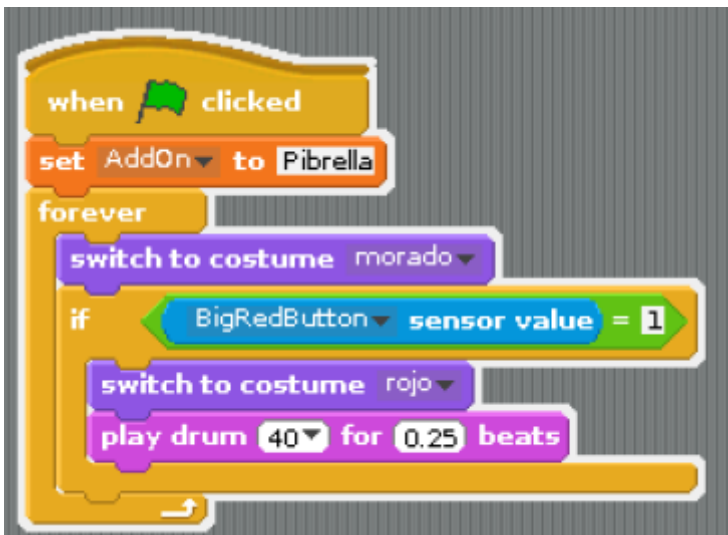 when clicked
set AddOn to Pibrella
forever
switch to costume morado
if BigRedButton sensor value = 1
switch to costume rojo
play drum 40 for 0.25 beats